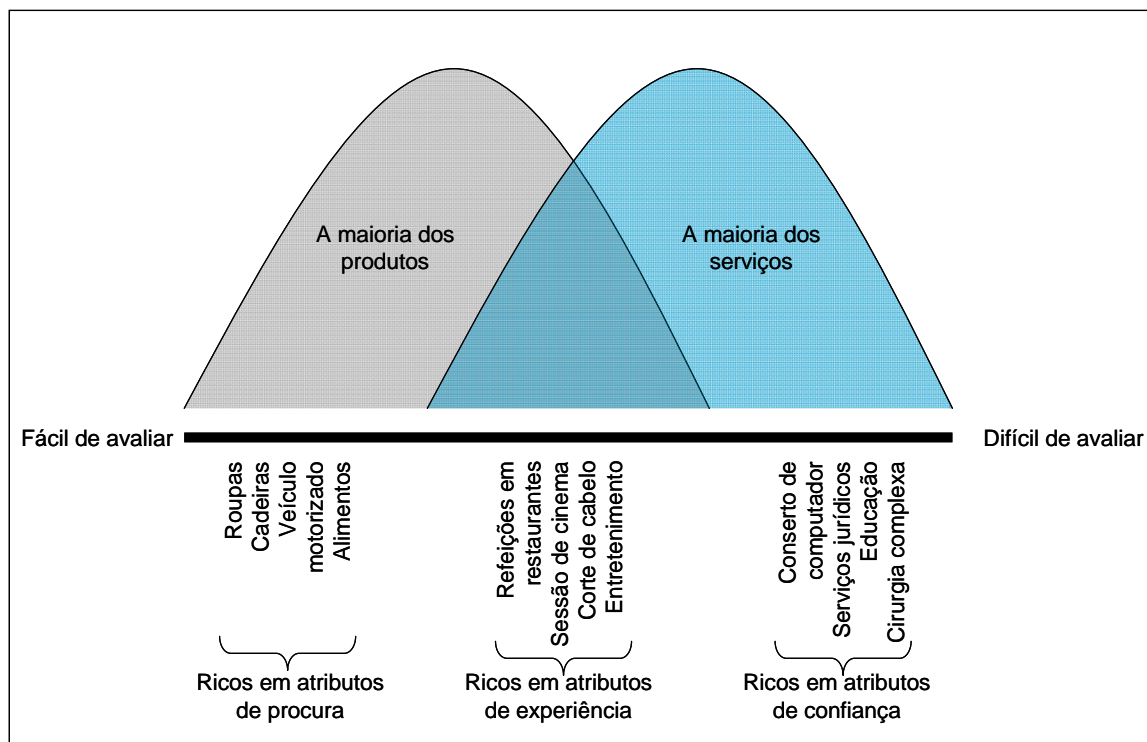 A maioria dos
produtos
A maioria dos
serviços
Fácil de avaliar
Difícil de avaliar
Roupas
Cadeiras
Veículo
motorizado
Alimentos
Refeições em
restaurantes
Sessão de cinema
Corte de cabelo
Entretenimento
Conserto de
computador
Serviços jurídicos
Educação
Cirurgia complexa
Ricos em atributos
de procura
Ricos em atributos
de experiência
Ricos em atributos
de confiança